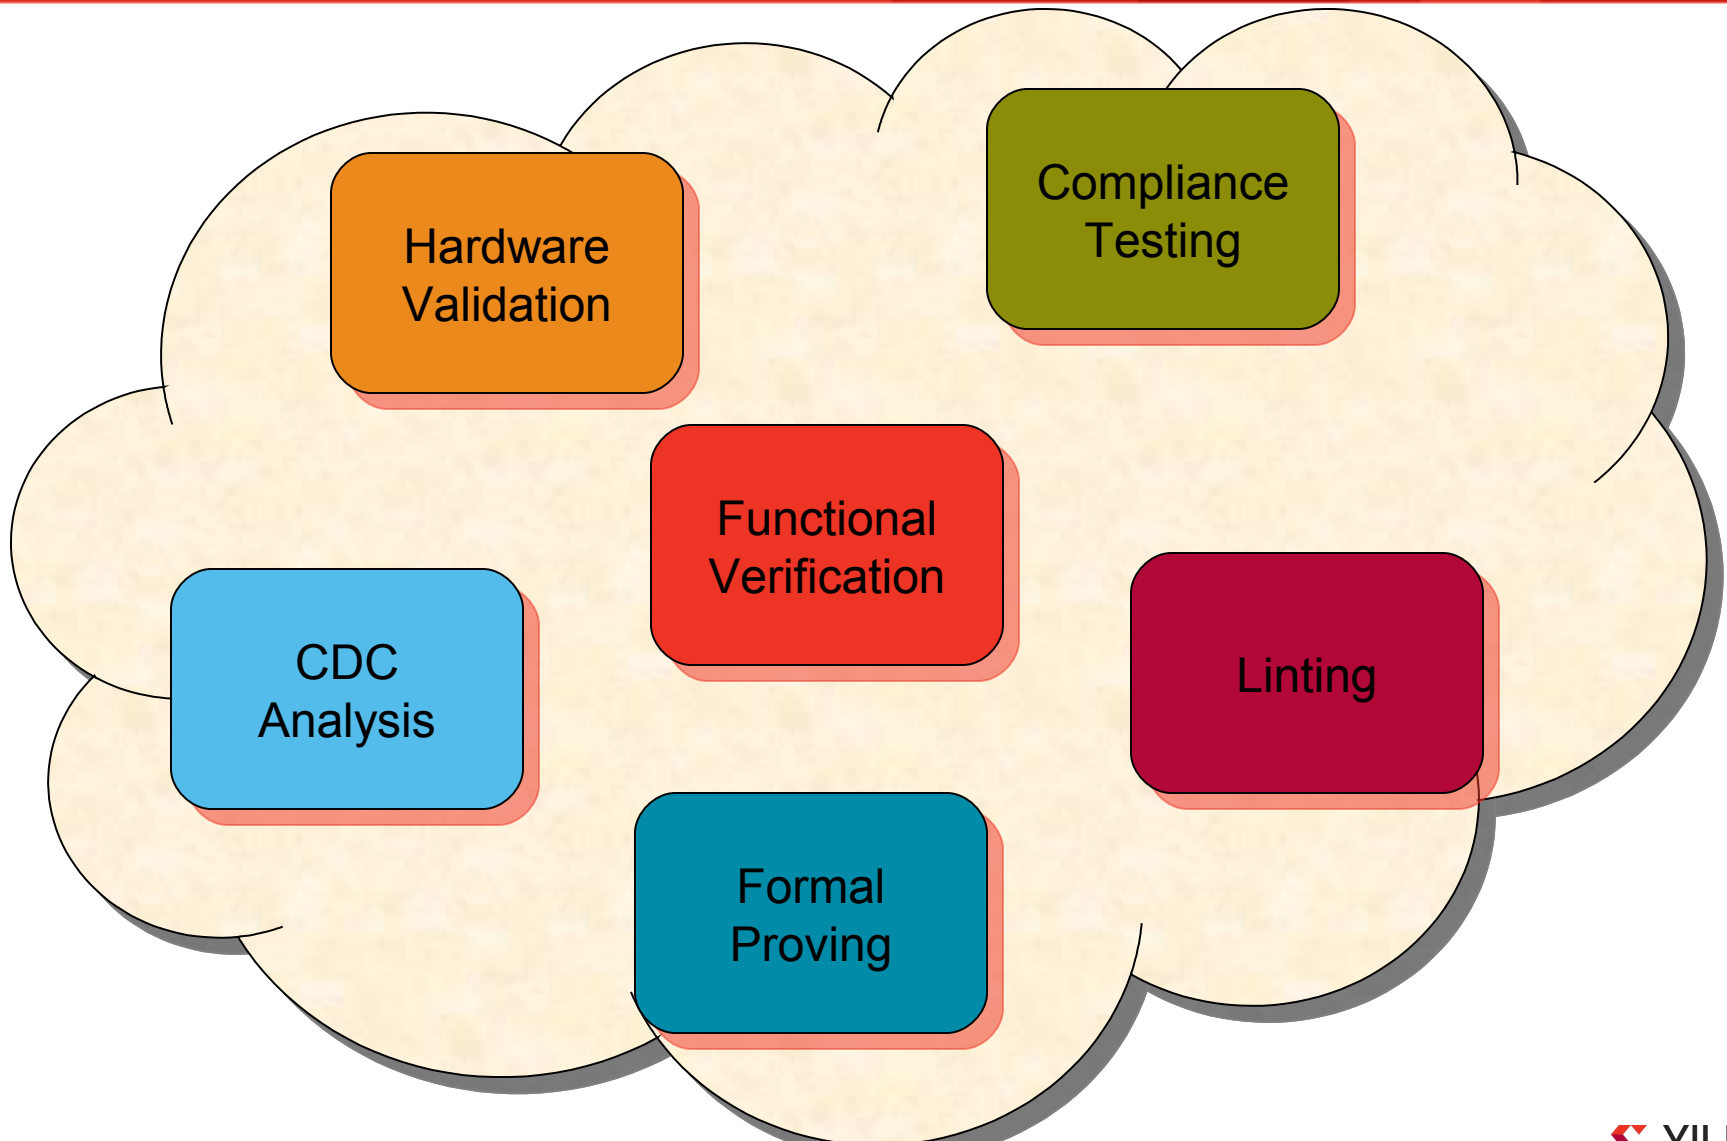 Compliance
Testing
Hardware
Validation
Functional
Verification
CDC
Analysis
Linting
Formal
Proving